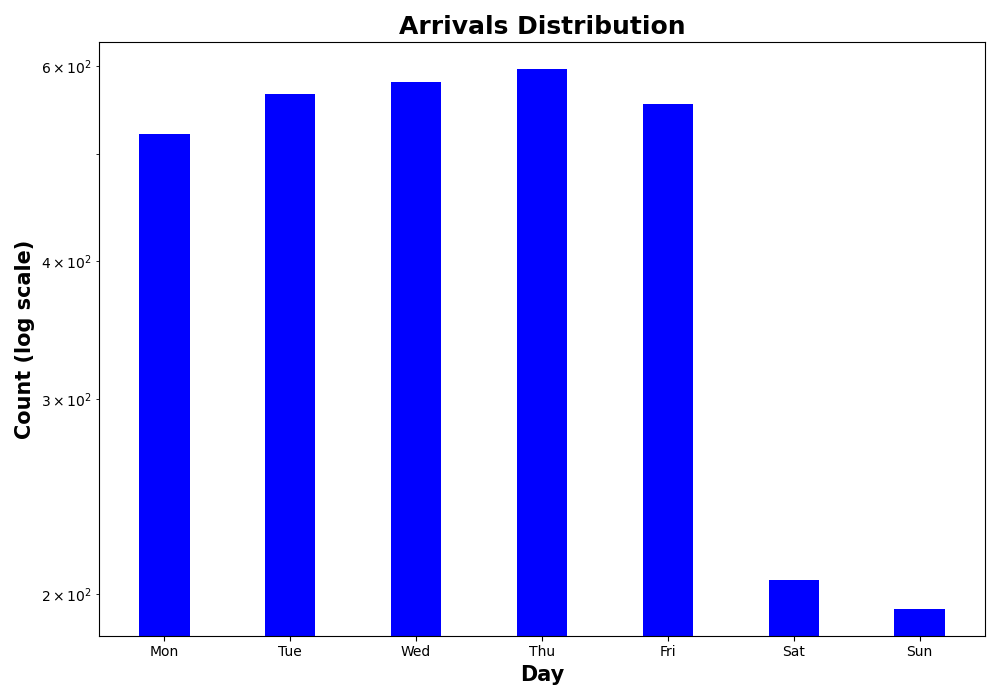 Arrivals Distribution
6 × 10²
4 × 10²
3 × 10²
2 × 10²
Count (log scale)
Mon Tue Wed Thu Fri Sat Sun
Day